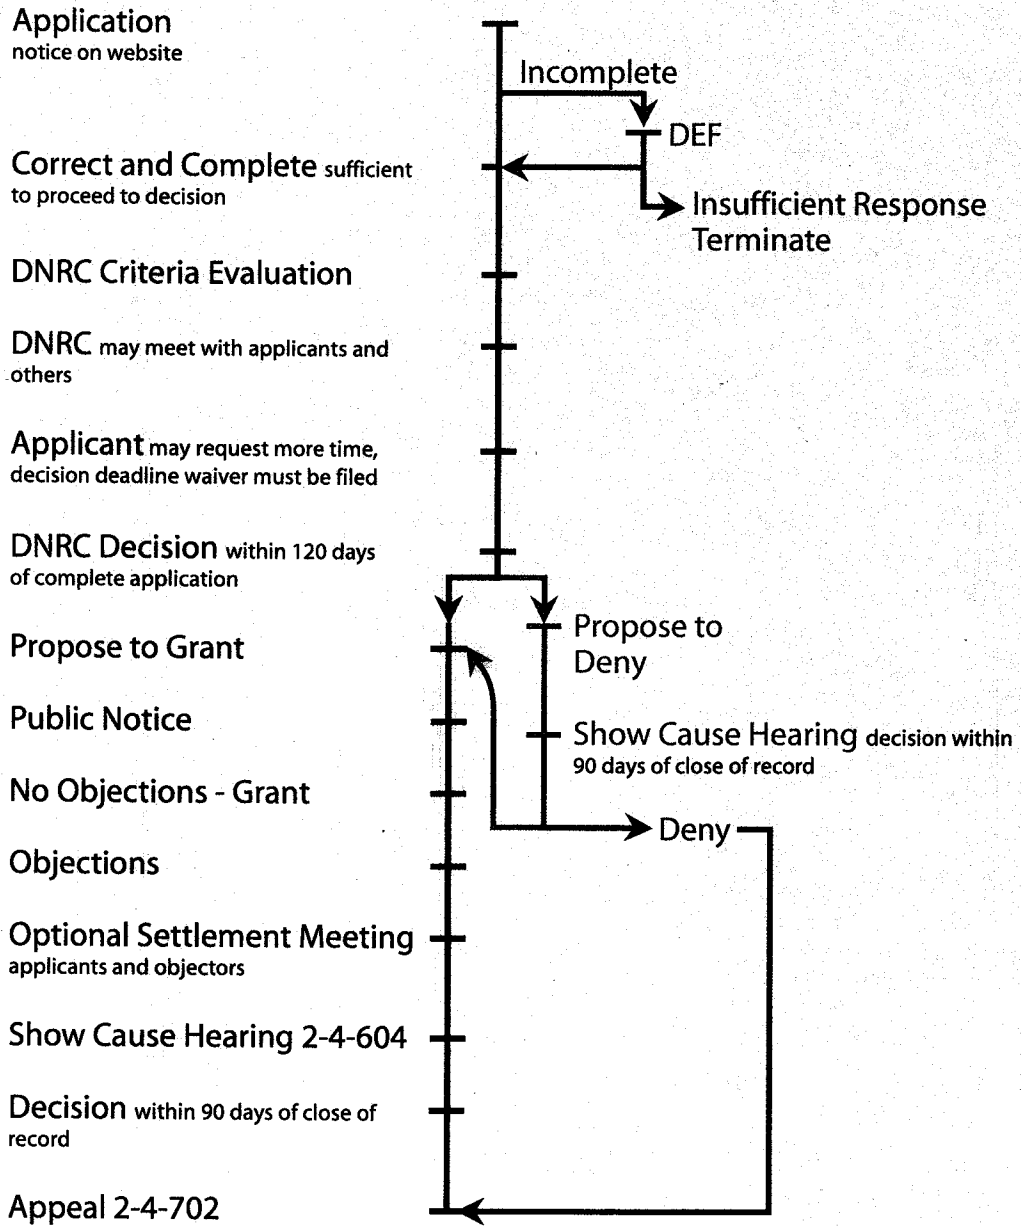 Application
notice on website
Incomplete
DEF
Correct and Complete sufficient
to proceed to decision
Insufficient Response
Terminate
DNRC Criteria Evaluation
DNRC may meet with applicants and
others
Applicant may request more time,
decision deadline waiver must be filed
DNRC Decision within 120 days
of complete application
Propose to Grant
Propose to
Deny
Public Notice
Show Cause Hearing decision within
90 days of close of record
No Objections - Grant
Deny
Objections
Optional Settlement Meeting
applicants and objectors
Show Cause Hearing 2-4-604
Decision within 90 days of close of
record
Appeal 2-4-702